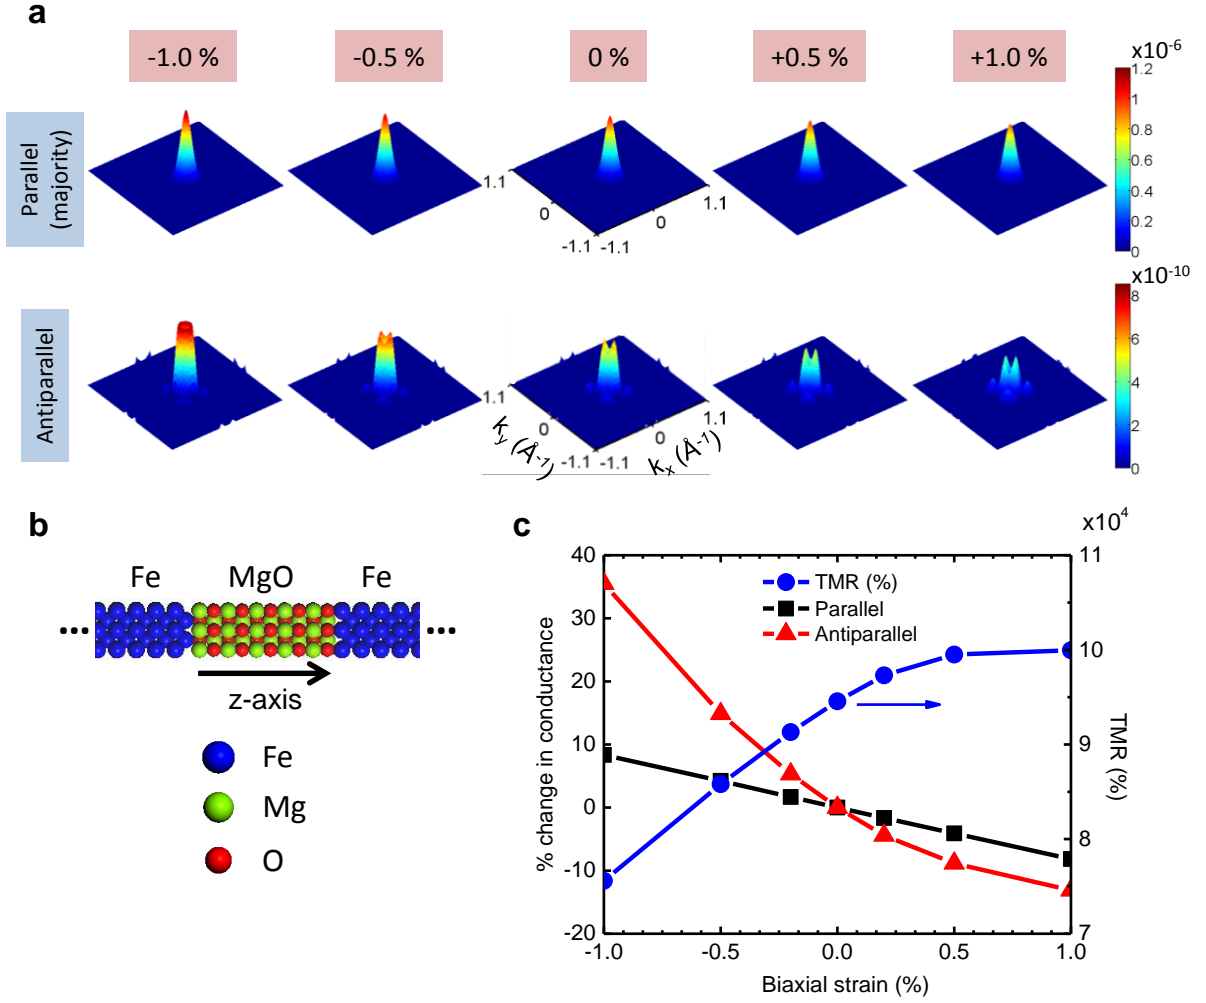 a
-1.0 %
-0.5 %
0 %
+0.5 %
+1.0 %
x10-6
1.2
1
0.8
0.6
0.4
0.2
0
Parallel
(majority)
1.1
0
-1.1
-1.1
0
1.1
x10-10
8
6
4
2
0
Antiparallel
1.1
0
-1.1
-1.1
0
1.1
ky (Å-1)
kx (Å-1)
b
Fe
MgO
Fe
...
...
z-axis
Fe
Mg
O
c
x104
40
30
20
10
0
-10
-20
% change in conductance
TMR (%)
Parallel
Antiparallel
11
10
9
8
7
TMR (%)
-1.0
-0.5
0.0
0.5
1.0
Biaxial strain (%)